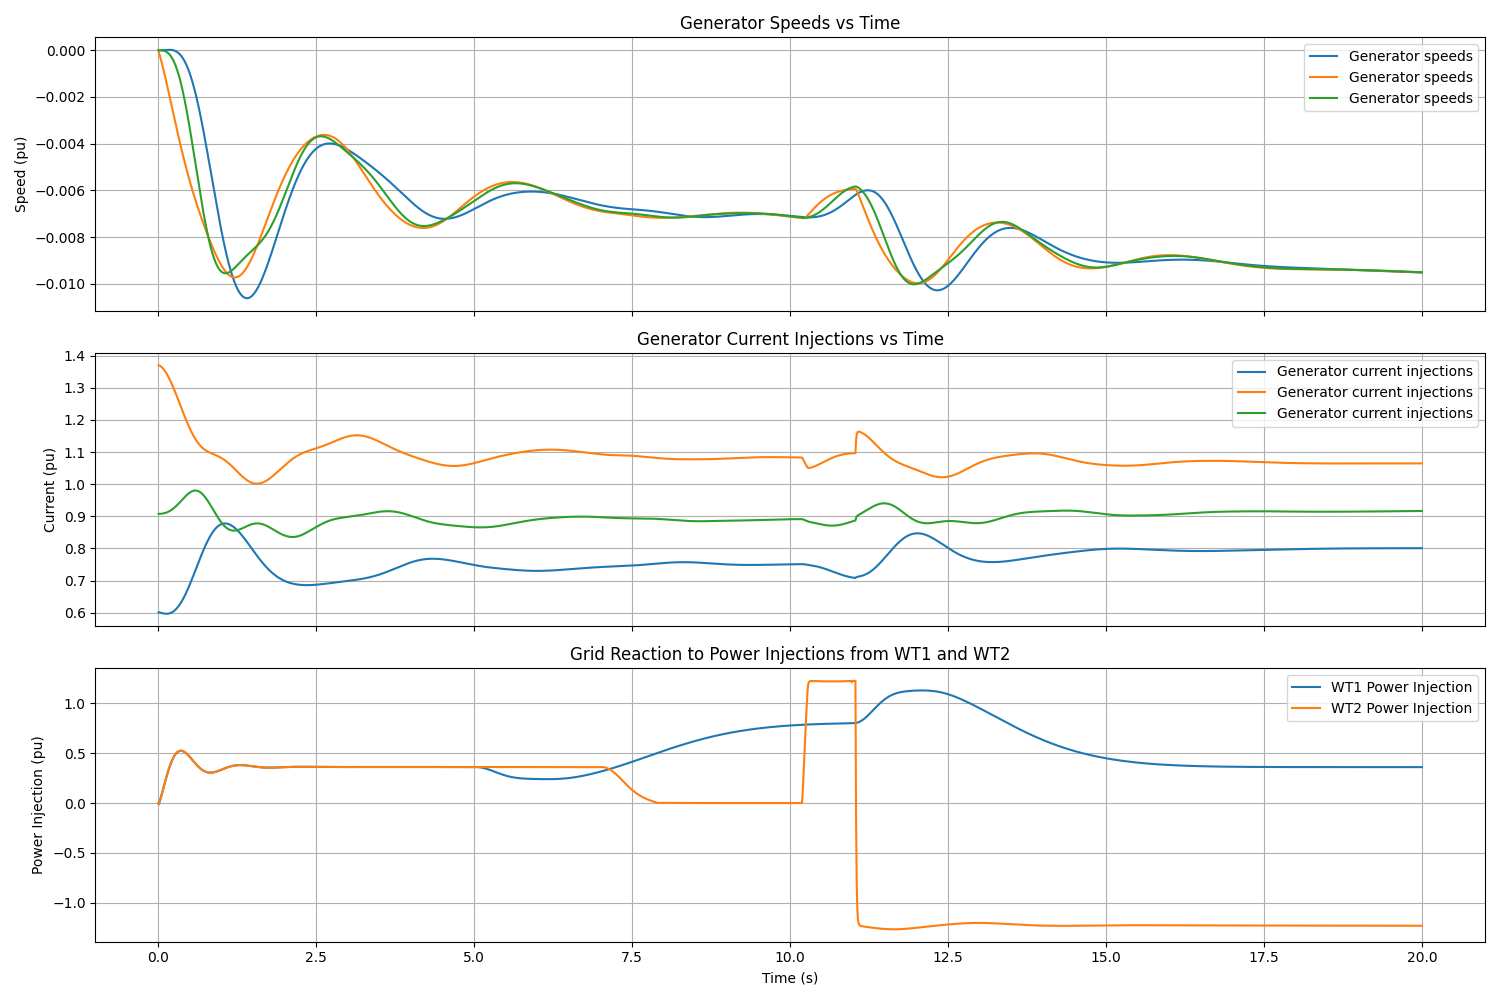 Generator Speeds vs Time
Speed (pu)
0.000
−0.002
−0.004
−0.006
−0.008
−0.010
Generator speeds
Generator speeds
Generator speeds
Generator Current Injections vs Time
Current (pu)
1.4
1.3
1.2
1.1
1.0
0.9
0.8
0.7
0.6
Generator current injections
Generator current injections
Generator current injections
Grid Reaction to Power Injections from WT1 and WT2
Power Injection (pu)
1.0
0.5
0.0
−0.5
−1.0
WT1 Power Injection
WT2 Power Injection
0.0 2.5 5.0 7.5 10.0 12.5 15.0 17.5 20.0
Time (s)